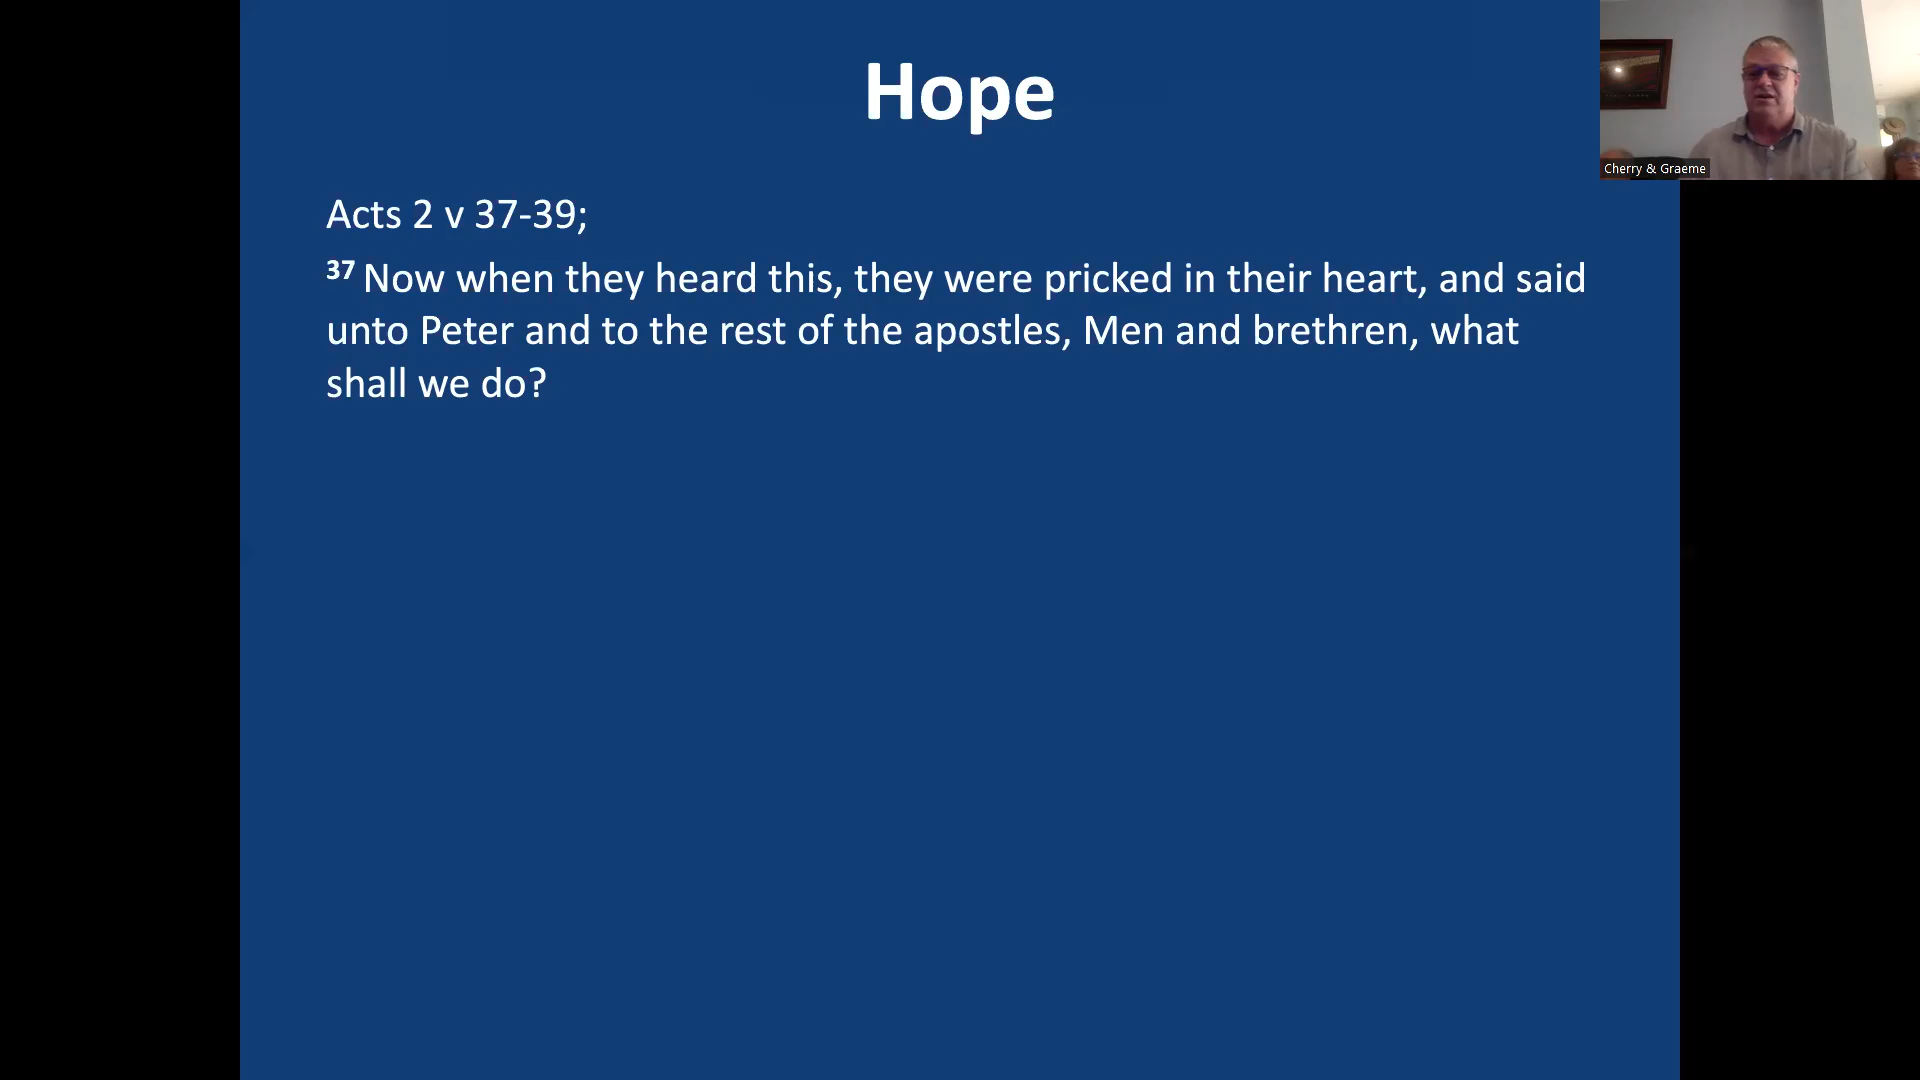 Hope
Cherry & Graeme
Acts 2 v 37-39;
37 Now when they heard this, they were pricked in their heart, and said
unto Peter and to the rest of the apostles, Men and brethren, what
shall we do?